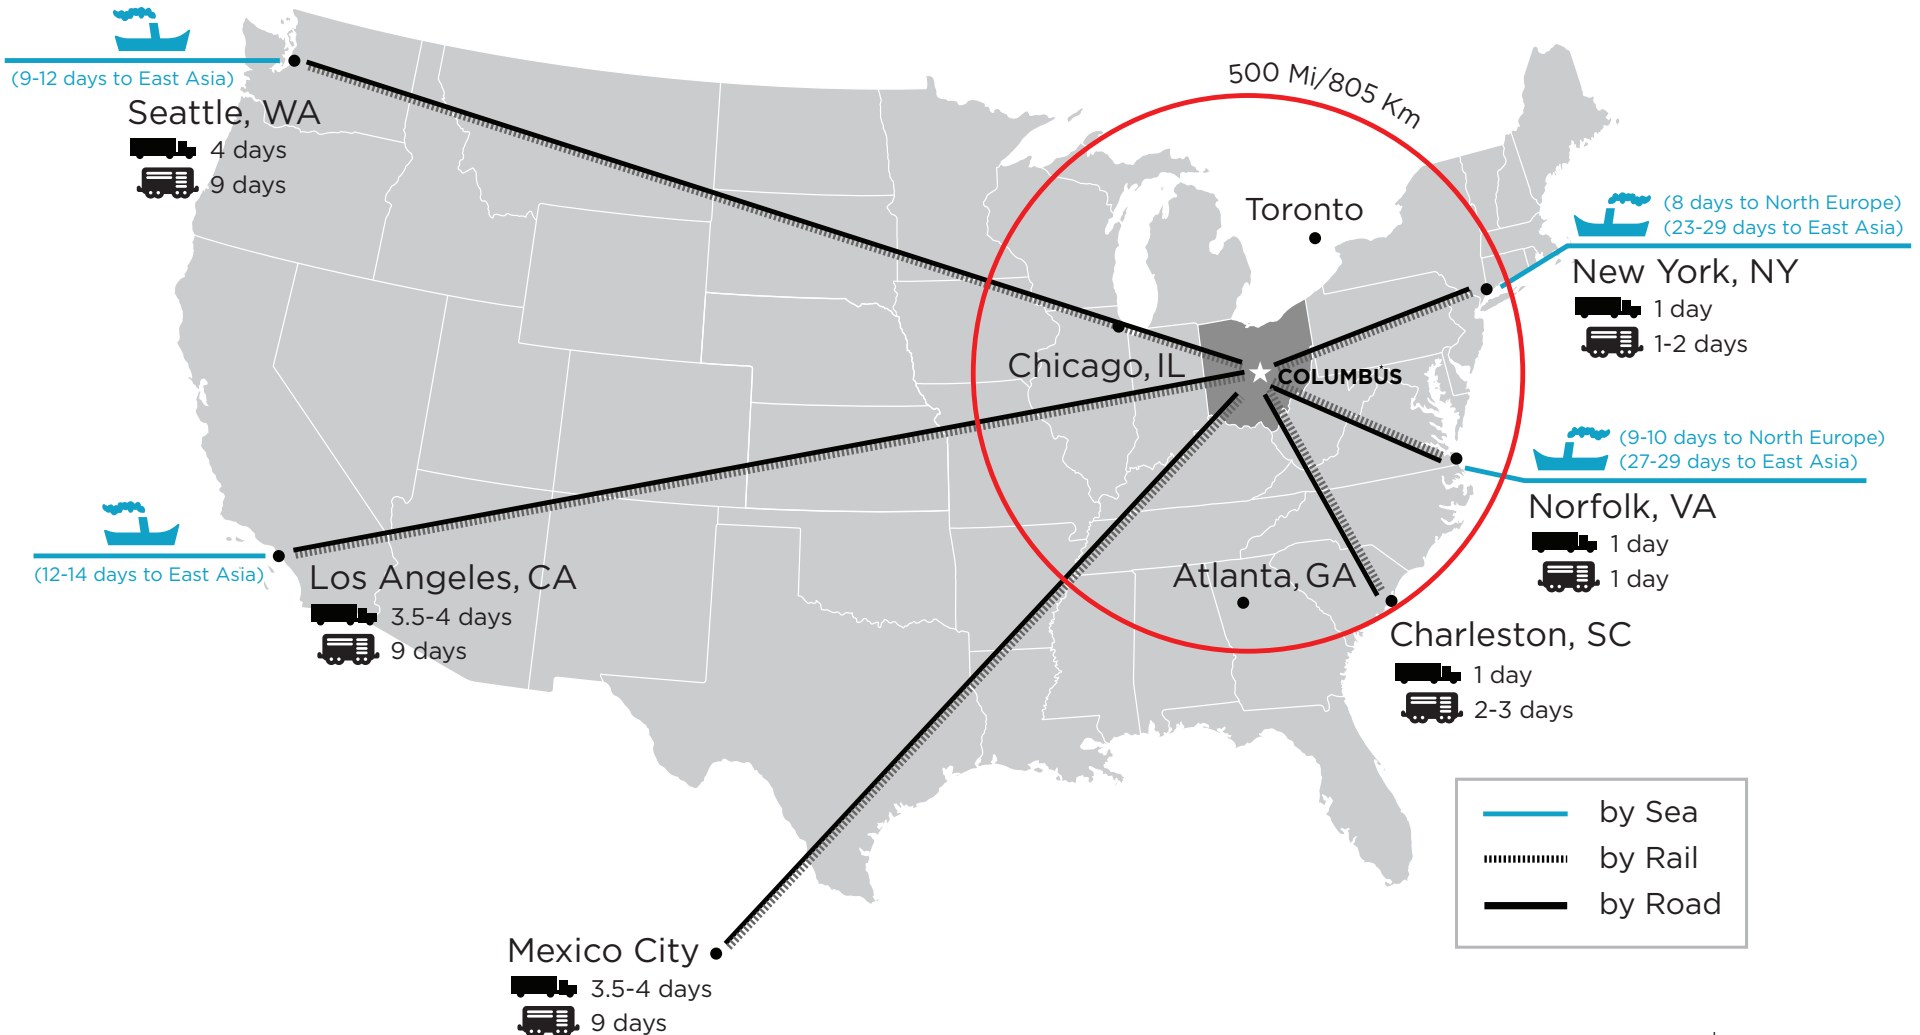 500 Mi/805 Km
(9-12 days to East Asia)
Seattle, WA
4 days
9 days
Toronto
(8 days to North Europe)
(23-29 days to East Asia)
New York, NY
1 day
1-2 days
Chicago, IL
COLUMBUS
(9-10 days to North Europe)
(27-29 days to East Asia)
Norfolk, VA
1 day
1 day
(12-14 days to East Asia)
Los Angeles, CA
3.5-4 days
9 days
Atlanta, GA
Charleston, SC
1 day
2-3 days
Mexico City
3.5-4 days
9 days
by Sea
by Rail
by Road